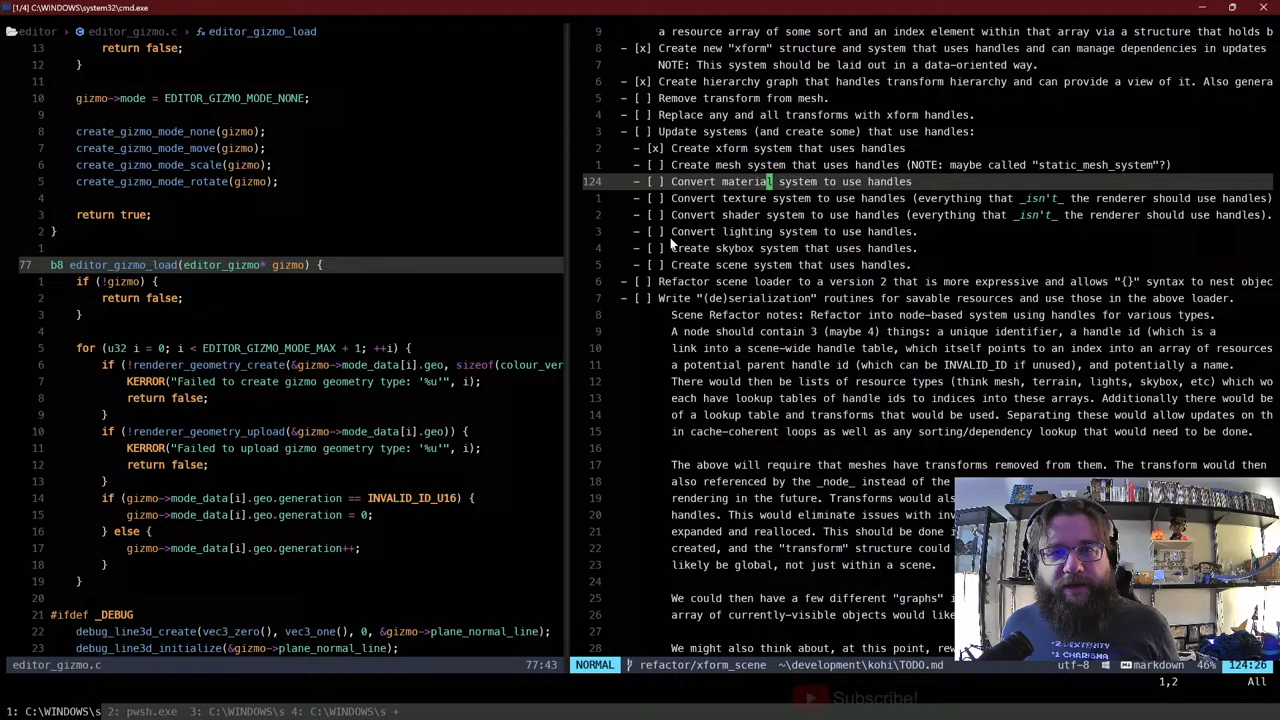 [1/4] C:\WINDOWS\system32\cmd.exe
editor > editor_gizmo.c > editor_gizmo_load
13 return false;
12 }
11
10 gizmo->mode = EDITOR_GIZMO_MODE_NONE;
9
8 create_gizmo_mode_none(gizmo);
7 create_gizmo_mode_move(gizmo);
6 create_gizmo_mode_scale(gizmo);
5 create_gizmo_mode_rotate(gizmo);
4
3 return true;
2 }
1
77 b8 editor_gizmo_load(editor_gizmo* gizmo) {
1 if (!gizmo) {
2 return false;
3 }
4
5 for (u32 i = 0; i < EDITOR_GIZMO_MODE_MAX + 1; ++i) {
6 if (!renderer_geometry_create(&gizmo->mode_data[i].geo, sizeof(colour_ver
7 KERROR("Failed to create gizmo geometry type: '%u'", i);
8 return false;
9 }
10 if (!renderer_geometry_upload(&gizmo->mode_data[i].geo)) {
11 KERROR("Failed to upload gizmo geometry type: '%u'", i);
12 return false;
13 }
14 if (gizmo->mode_data[i].geo.generation == INVALID_ID_U16) {
15 gizmo->mode_data[i].geo.generation = 0;
16 } else {
17 gizmo->mode_data[i].geo.generation++;
18 }
19 }
20
21 #ifdef _DEBUG
22 debug_line3d_create(vec3_zero(), vec3_one(), 0, &gizmo->plane_normal_line);
23 debug_line3d_initialize(&gizmo->plane_normal_line);
editor_gizmo.c 77:43
9 a resource array of some sort and an index element within that array via a structure that holds b
8 - [x] Create new "xform" structure and system that uses handles and can manage dependencies in updates
7 NOTE: This system should be laid out in a data-oriented way.
6 - [x] Create hierarchy graph that handles transform hierarchy and can provide a view of it. Also genera
5 - [ ] Remove transform from mesh.
4 - [ ] Replace any and all transforms with xform handles.
3 - [ ] Update systems (and create some) that use handles:
2 - [x] Create xform system that uses handles
1 - [ ] Create mesh system that uses handles (NOTE: maybe called "static_mesh_system"?)
124 - [ ] Convert material system to use handles
1 - [ ] Convert texture system to use handles (everything that _isn't_ the renderer should use handles)
2 - [ ] Convert shader system to use handles (everything that _isn't_ the renderer should use handles).
3 - [ ] Convert lighting system to use handles.
4 - [ ] Create skybox system that uses handles.
5 - [ ] Create scene system that uses handles.
6 - [ ] Refactor scene loader to a version 2 that is more expressive and allows "{}" syntax to nest objec
7 - [ ] Write "(de)serialization" routines for savable resources and use those in the above loader.
8 Scene Refactor notes: Refactor into node-based system using handles for various types.
9 A node should contain 3 (maybe 4) things: a unique identifier, a handle id (which is a
10 link into a scene-wide handle table, which itself points to an index into an array of resources
11 a potential parent handle id (which can be INVALID_ID if unused), and potentially a name.
12 There would then be lists of resource types (think mesh, terrain, lights, skybox, etc) which wo
13 each have lookup tables of handle ids to indices into these arrays. Additionally there would be
14 of a lookup table and transforms that would be used. Separating these would allow updates on th
15 in cache-coherent loops as well as any sorting/dependency lookup that would need to be done.
16
17 The above will require that meshes have transforms removed from them. The transform would then
18 also referenced by the _node_ instead of the
19 rendering in the future. Transforms would als
20 handles. This would eliminate issues with inv
21 expanded and realloced. This should be done i
22 created, and the "transform" structure could
23 likely be global, not just within a scene.
24
25 We could then have a few different "graphs" i
26 array of currently-visible objects would like
27
28 We might also think about, at this point, rew
NORMAL refactor/xform_scene ~\development\kohi\TODO.md utf-8 markdown 46% 124:26
1,2 All
Subscribe!
1: C:\WINDOWS\s 2: pwsh.exe 3: C:\WINDOWS\s 4: C:\WINDOWS\s +
+2 DEXTERITY
-1 CHARISMA